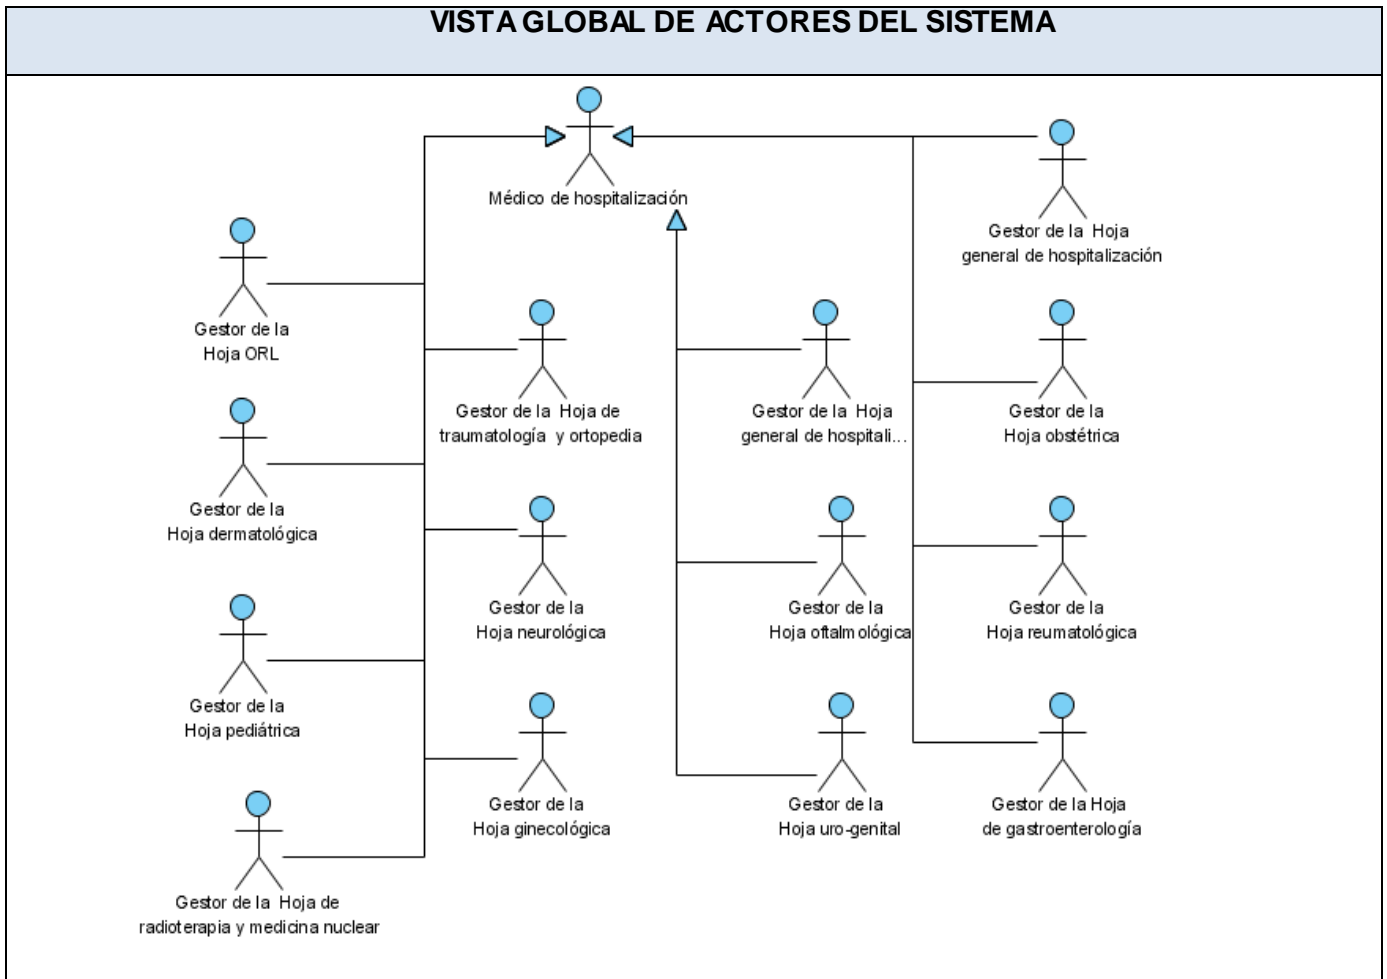 VISTA GLOBAL DE ACTORES DEL SISTEMA
Médico de hospitalización
Gestor de la Hoja
general de hospitalización
Gestor de la
Hoja ORL
Gestor de la Hoja de
traumatología y ortopedia
Gestor de la Hoja
general de hospitali...
Gestor de la
Hoja obstétrica
Gestor de la
Hoja dermatológica
Gestor de la
Hoja neurológica
Gestor de la
Hoja oftalmológica
Gestor de la
Hoja reumatológica
Gestor de la
Hoja pediátrica
Gestor de la
Hoja ginecológica
Gestor de la
Hoja uro-genital
Gestor de la Hoja
de gastroenterología
Gestor de la Hoja de
radioterapia y medicina nuclear